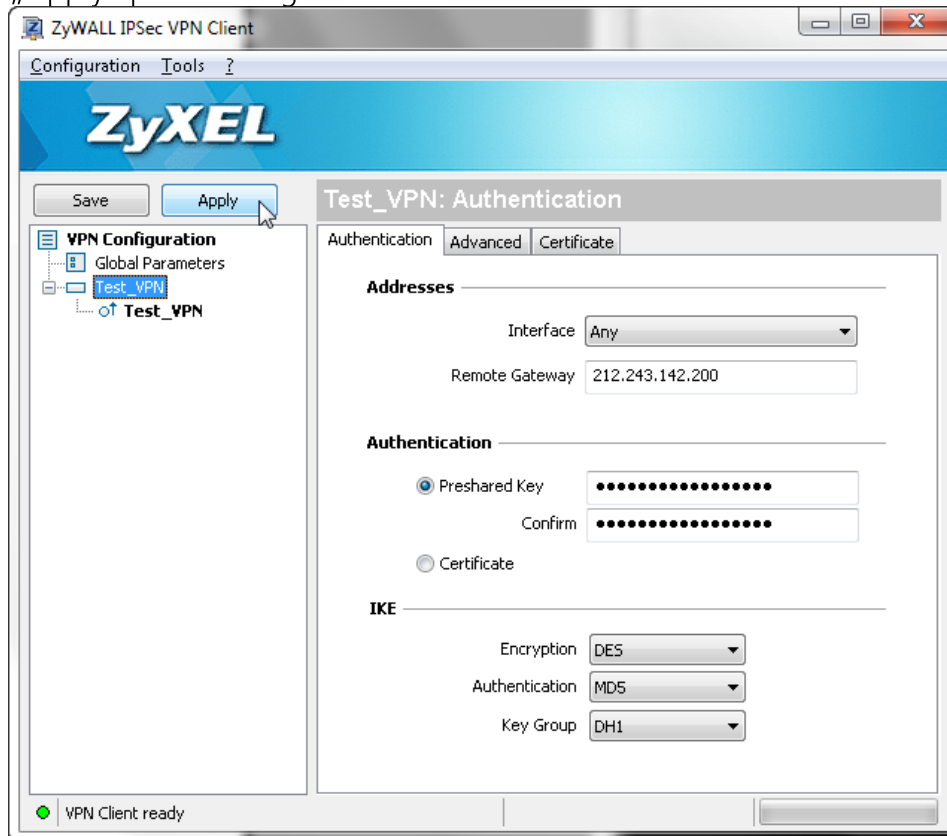 ZyWALL IPSec VPN Client
Configuration Tools ?
ZyXEL
Save Apply
Test_VPN: Authentication
VPN Configuration
Global Parameters
Test_VPN
Test_VPN
Authentication Advanced Certificate
Addresses
Interface Any
Remote Gateway 212.243.142.200
Authentication
Preshared Key •••••••••••••••••
Confirm •••••••••••••••••
Certificate
IKE
Encryption DES
Authentication MD5
Key Group DH1
VPN Client ready